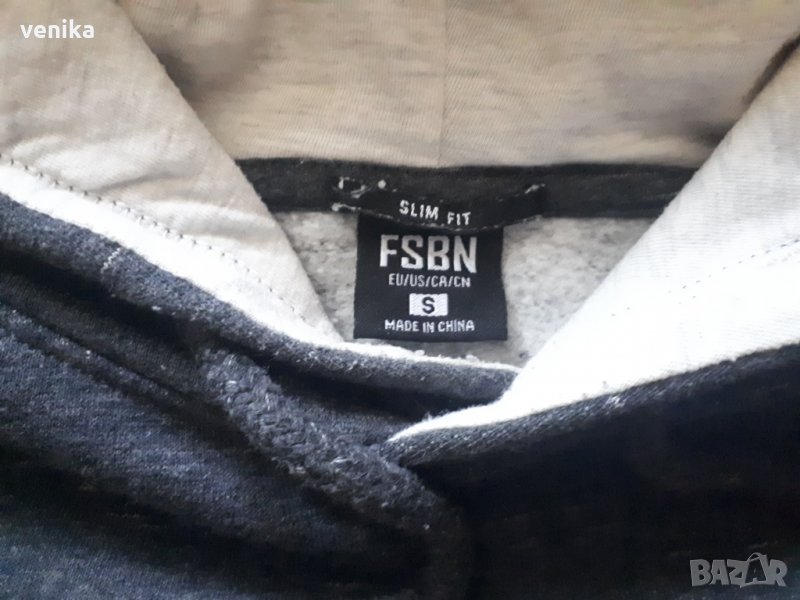 venika
SLIM FIT
FSBN
EU/US/CA/CN
S
MADE IN CHINA
BAZAR